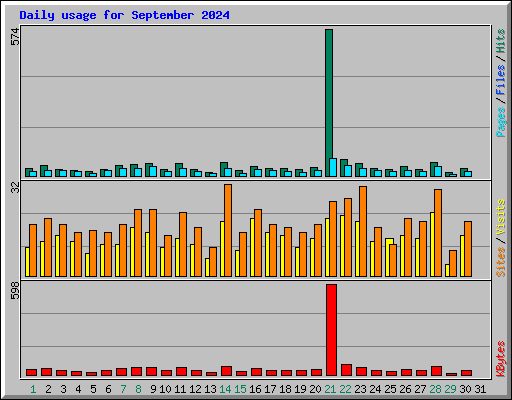 Daily usage for September 2024
574
Pages / Files / Hits
32
Sites / Visits
598
KBytes
1 2 3 4 5 6 7 8 9 10 11 12 13 14 15 16 17 18 19 20 21 22 23 24 25 26 27 28 29 30 31